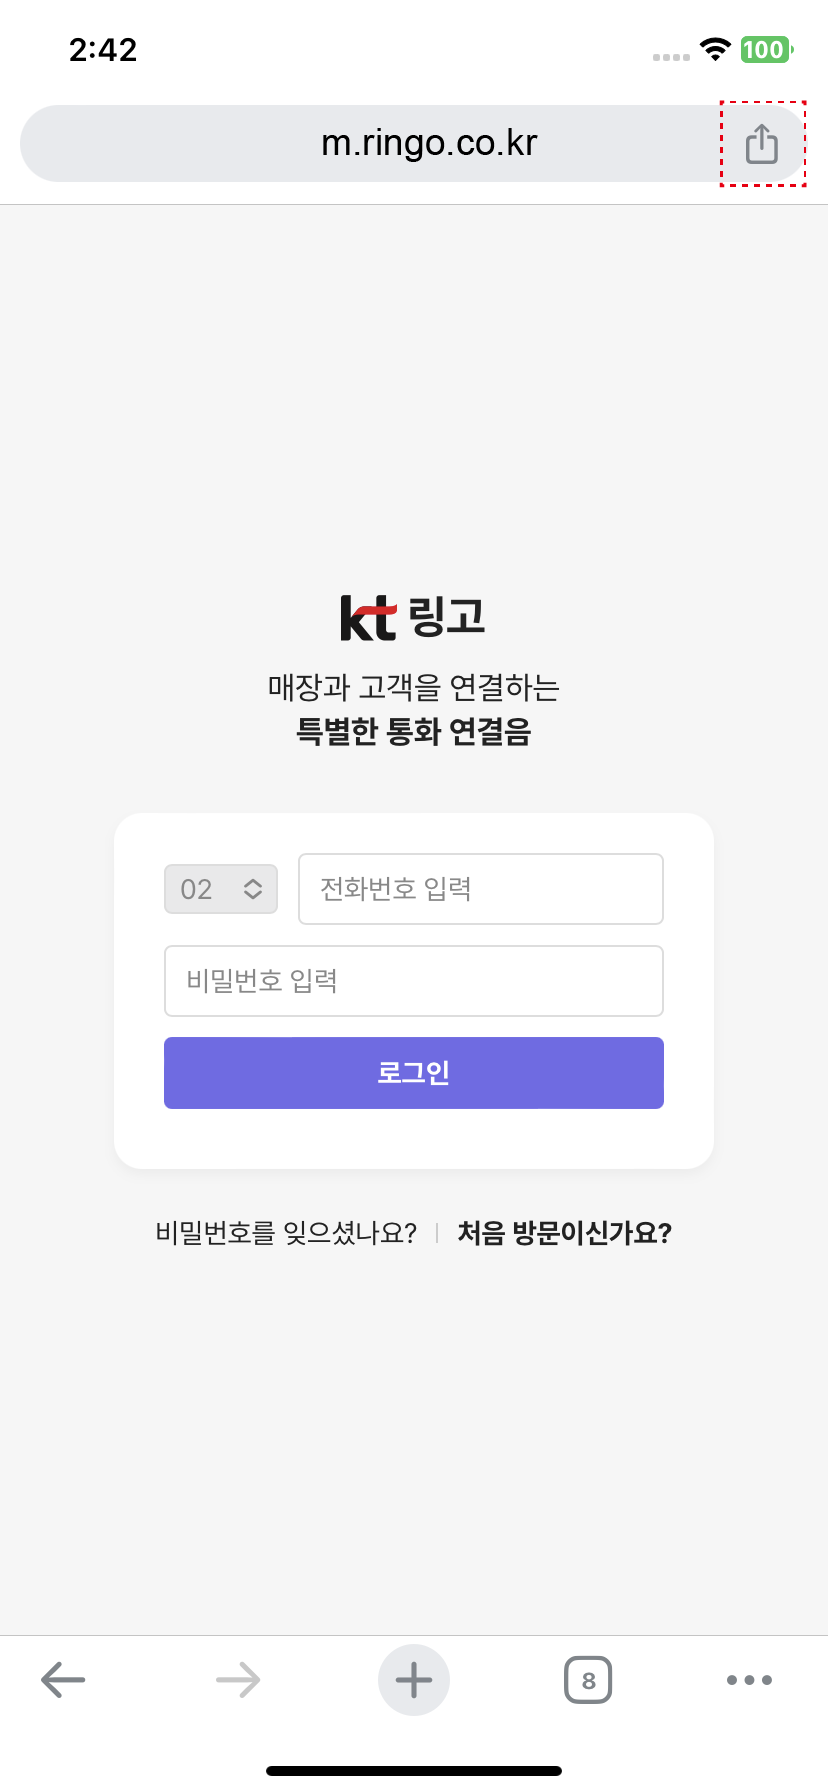 2:42
100
m.ringo.co.kr
kt 링고
매장과 고객을 연결하는
특별한 통화 연결음
02
전화번호 입력
비밀번호 입력
로그인
비밀번호를 잊으셨나요? | 처음 방문이신가요?
8